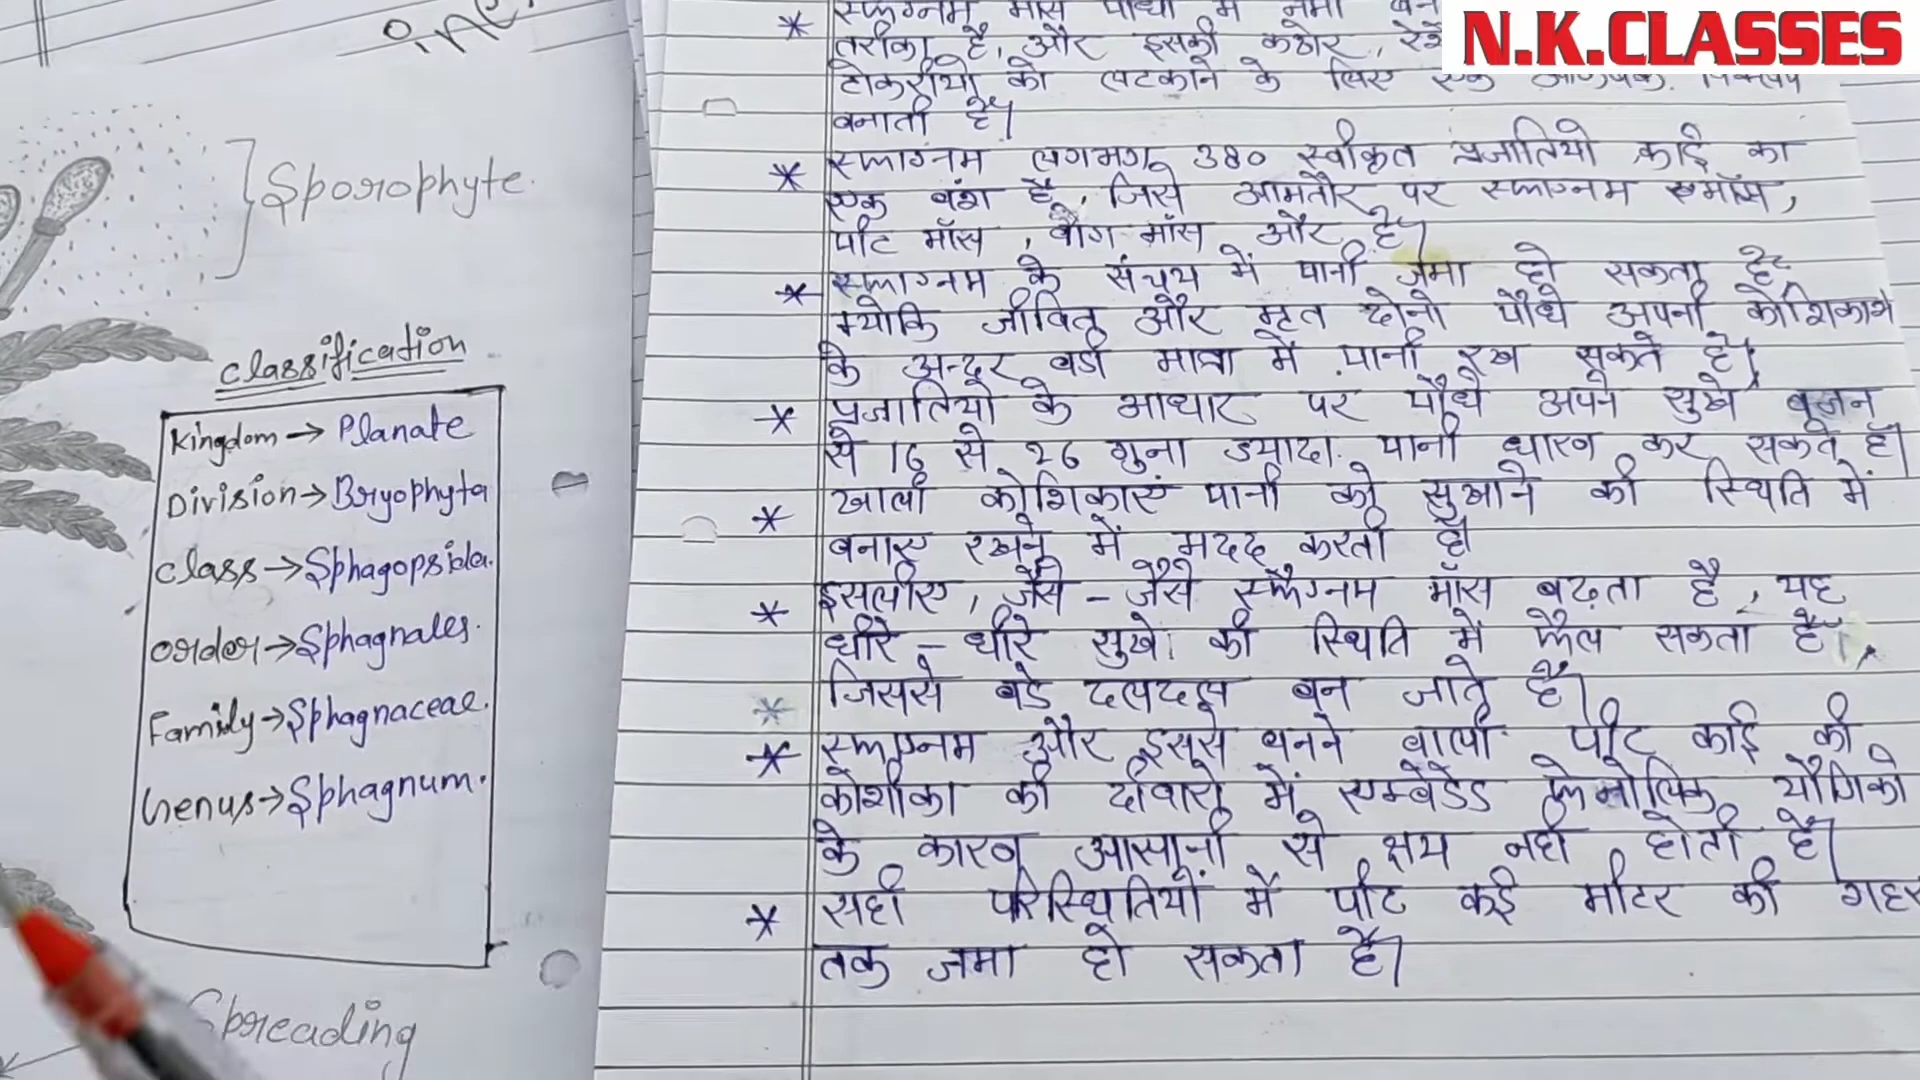 N.K.CLASSES
Sporophyte
classification
Kingdom → Planate
Division → Bryophyta
class → Sphagopsida.
order → Sphagnales.
Family → Sphagnaceae.
Genus → Sphagnum.
Spreading
* स्फाग्नम मॉस पौधो में नमी
तरीका है, और इसकी कठोर,
टोकरीयो को लटकाने के लिए एक
बनाती है।
* स्फाग्नम लगभग 380 स्वीकृत प्रजातियो काई का
एक वंश है, जिसे आमतौर पर स्फाग्नम मॉस,
पीट मॉस, बौग मॉस और है।
* स्फाग्नम के संचय में पानी जमा हो सकता है,
क्योकि जीवित और मृत दोनो पौधे अपनी कोशिकाओ
के अन्दर बडी मात्रा में पानी रख सकते है।
* प्रजातियो के आधार पर पौधे अपने सुखे वजन
से 16 से 26 गुना ज्यादा पानी धारण कर सकते है।
* खाली कोशिकाएं पानी को सुखाने की स्थिति में
बनाए रखने में मदद करती है।
* इसलीए, जैसे - जैसे स्फैग्नम मॉस बढ़ता है, यह
धीरे - धीरे सुखे की स्थिति में फैल सकता है,
* जिससे बडे दलदल बन जाते है।
* स्फाग्नम और इससे बनने वाली पीट काई की
कोशीका की दीवारो में एम्बेडेड फेनोलिक यौगिको
के कारण आसानी से क्षय नही होती है।
* सही परिस्थितियों में पीट कई मीटर की
तक जमा हो सकता है।